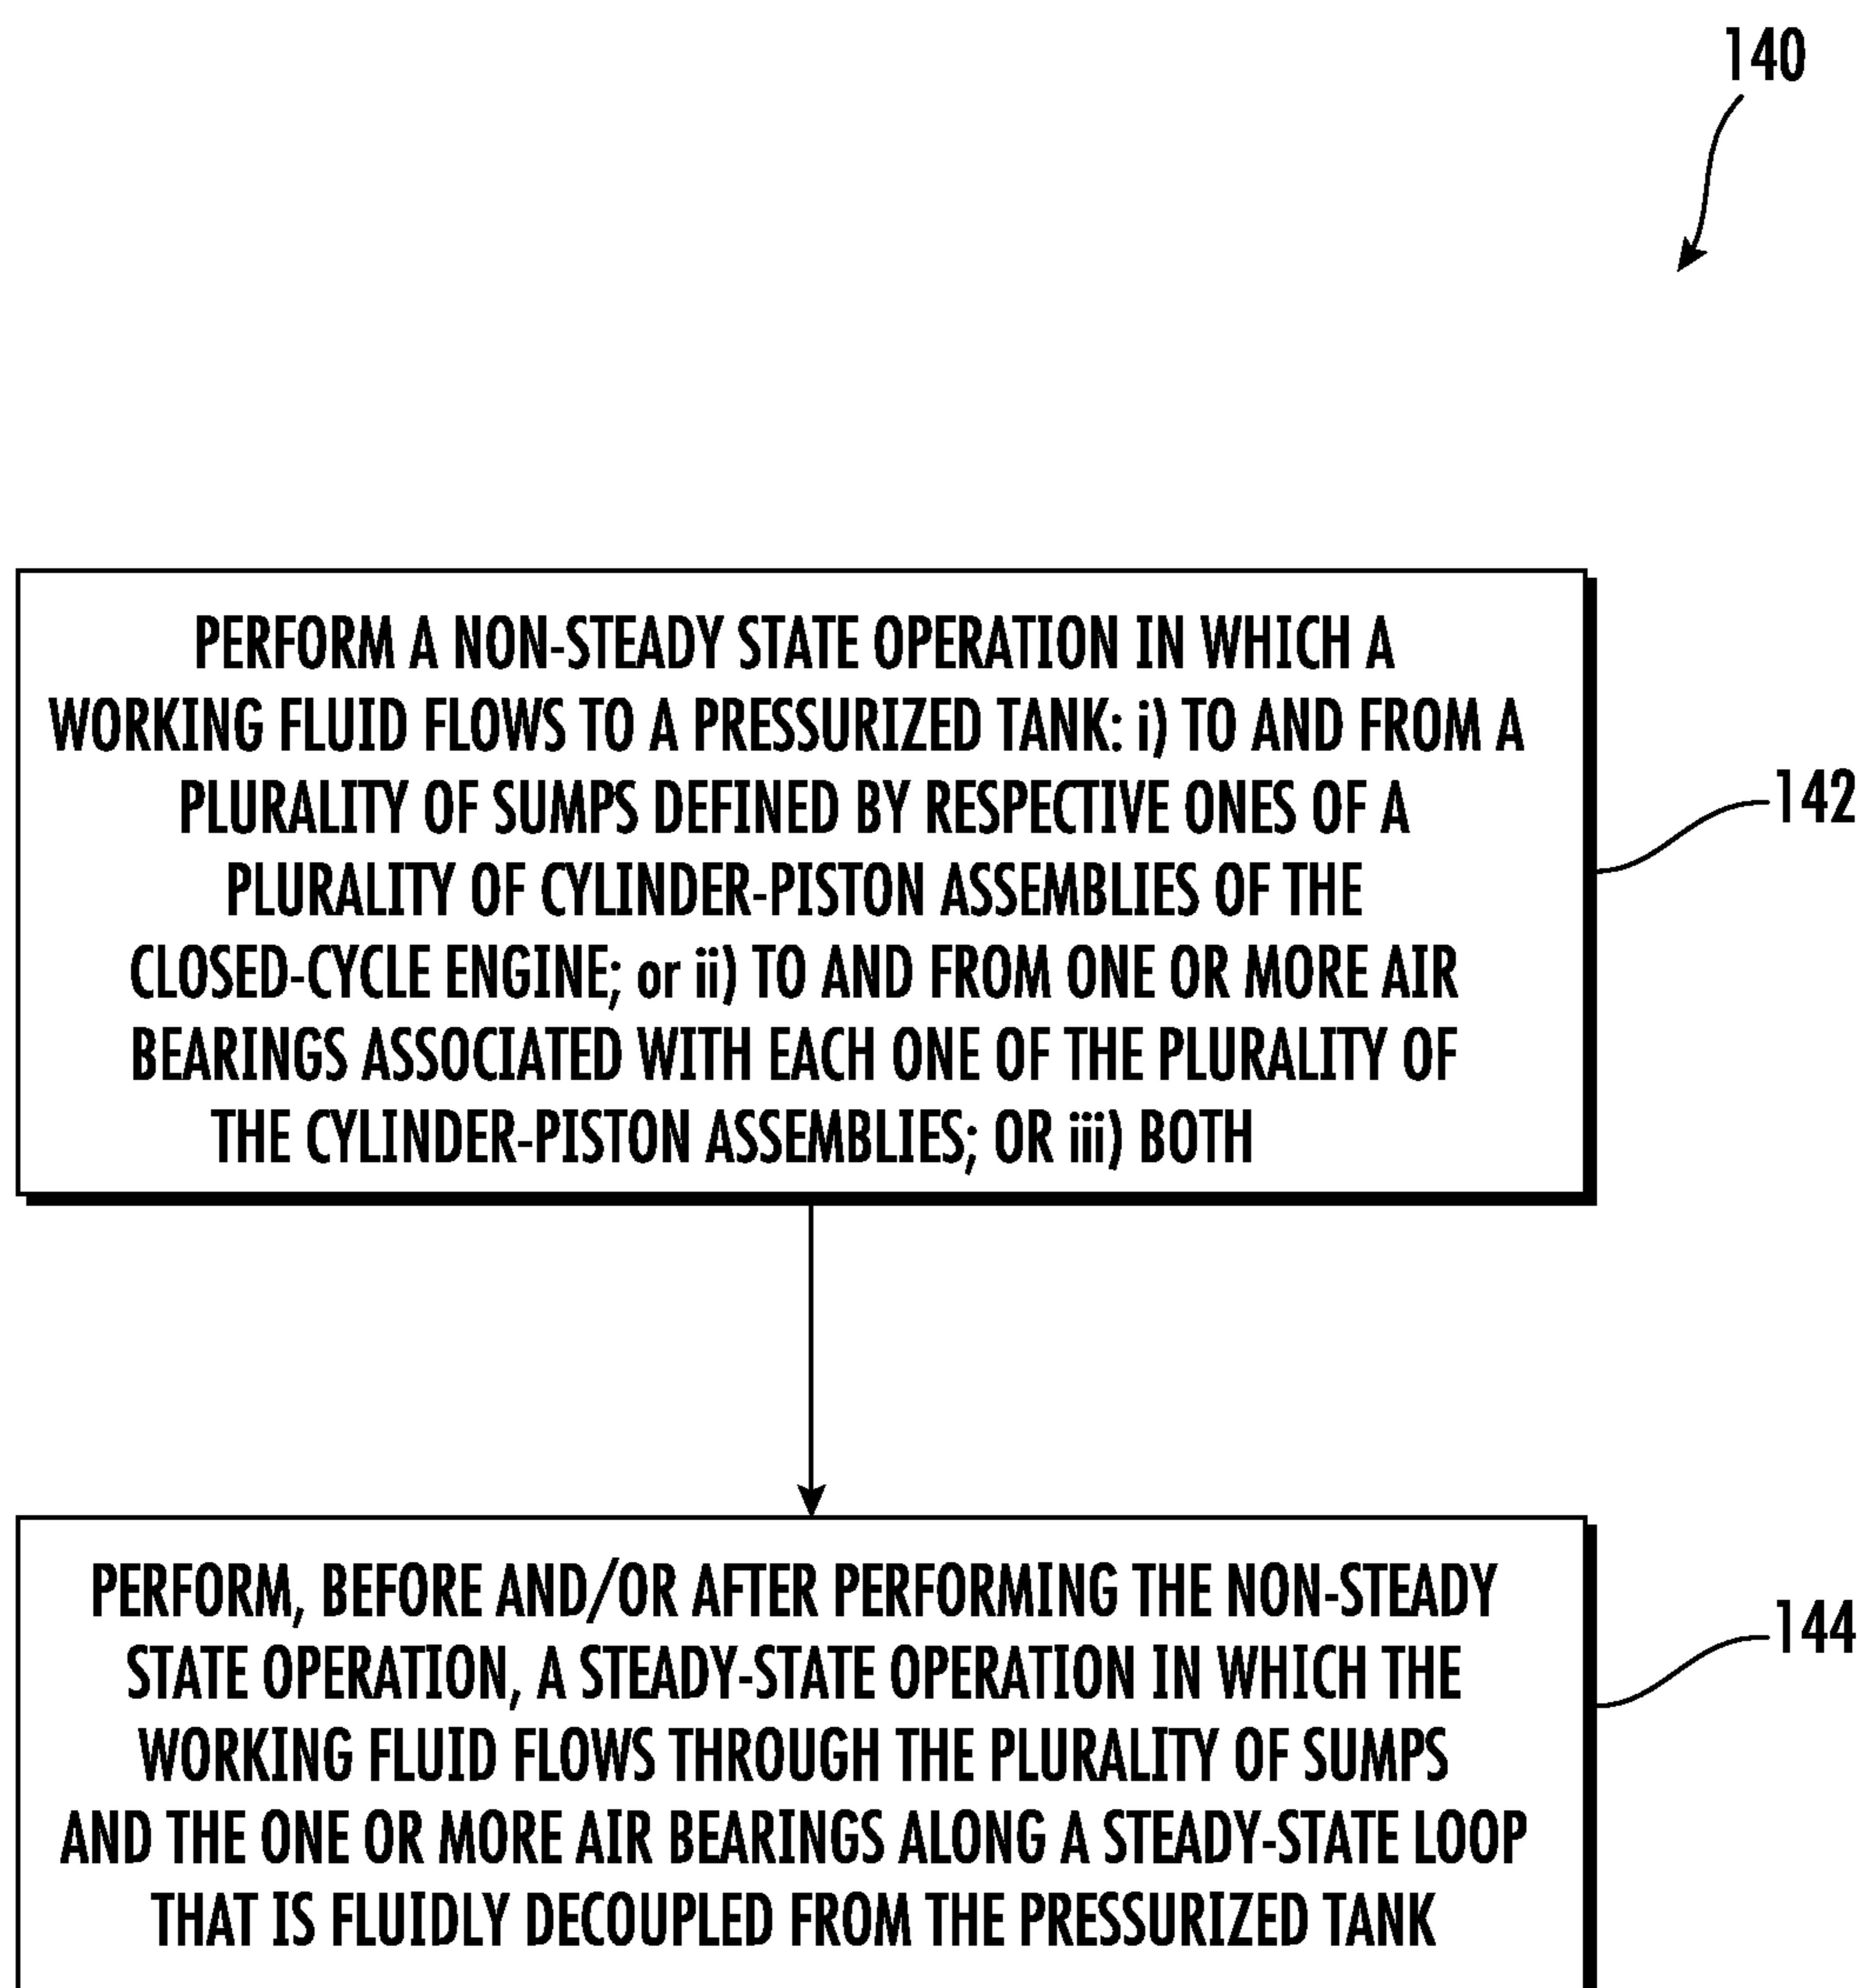 140
PERFORM A NON-STEADY STATE OPERATION IN WHICH A
WORKING FLUID FLOWS TO A PRESSURIZED TANK: i) TO AND FROM A
PLURALITY OF SUMPS DEFINED BY RESPECTIVE ONES OF A
PLURALITY OF CYLINDER-PISTON ASSEMBLIES OF THE
CLOSED-CYCLE ENGINE; or ii) TO AND FROM ONE OR MORE AIR
BEARINGS ASSOCIATED WITH EACH ONE OF THE PLURALITY OF
THE CYLINDER-PISTON ASSEMBLIES; OR iii) BOTH
142
PERFORM, BEFORE AND/OR AFTER PERFORMING THE NON-STEADY
STATE OPERATION, A STEADY-STATE OPERATION IN WHICH THE
WORKING FLUID FLOWS THROUGH THE PLURALITY OF SUMPS
AND THE ONE OR MORE AIR BEARINGS ALONG A STEADY-STATE LOOP
THAT IS FLUIDLY DECOUPLED FROM THE PRESSURIZED TANK
144